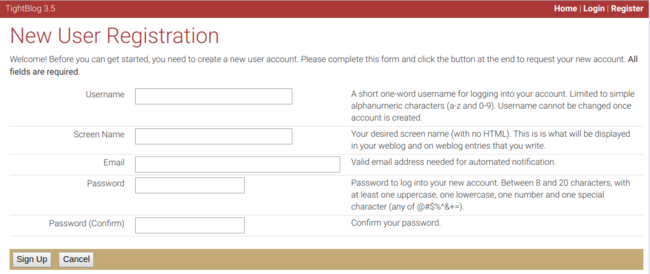 TightBlog 3.5
Home | Login | Register
New User Registration
Welcome! Before you can get started, you need to create a new user account. Please complete this form and click the button at the end to request your new account. All
fields are required.
Username
A short one-word username for logging into your account. Limited to simple
alphanumeric characters (a-z and 0-9). Username cannot be changed once
account is created.
Screen Name
Your desired screen name (with no HTML). This is is what will be displayed
in your weblog and on weblog entries that you write.
Email
Valid email address needed for automated notification.
Password
Password to log into your new account. Between 8 and 20 characters, with
at least one uppercase, one lowercase, one number and one special
character (any of @#$%^&+=).
Password (Confirm)
Confirm your password.
Sign Up
Cancel